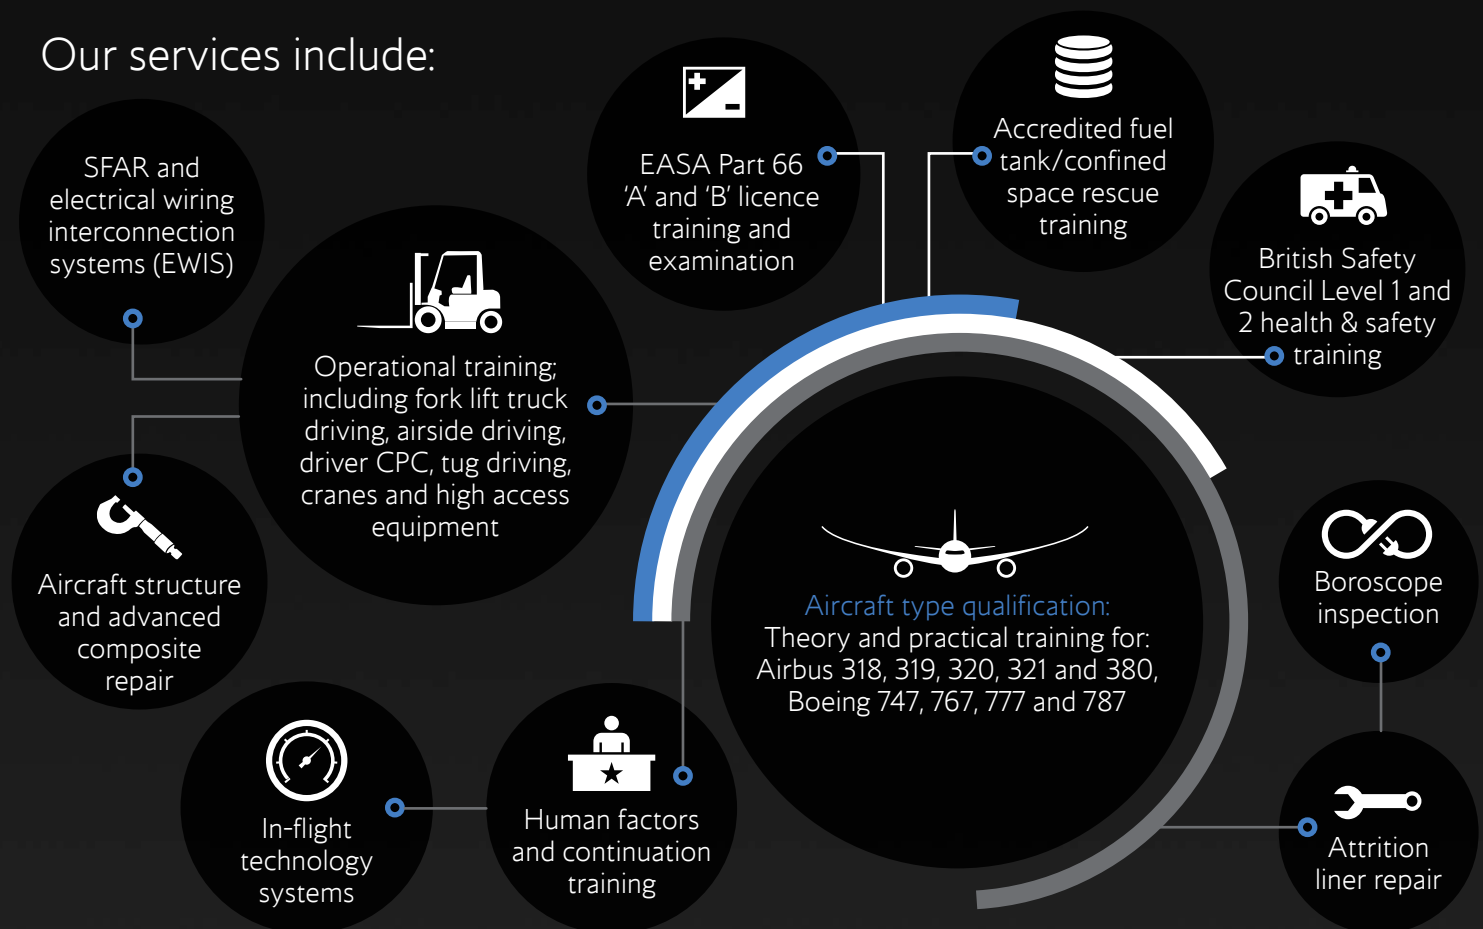 Our services include:
SFAR and
electrical wiring
interconnection
systems (EWIS)
Operational training;
including fork lift truck
driving, airside driving,
driver CPC, tug driving,
cranes and high access
equipment
EASA Part 66
‘A’ and ‘B’ licence
training and
examination
Accredited fuel
tank/confined
space rescue
training
British Safety
Council Level 1 and
2 health & safety
training
Aircraft structure
and advanced
composite
repair
Aircraft type qualification:
Theory and practical training for:
Airbus 318, 319, 320, 321 and 380,
Boeing 747, 767, 777 and 787
Boroscope
inspection
In-flight
technology
systems
Human factors
and continuation
training
Attrition
liner repair